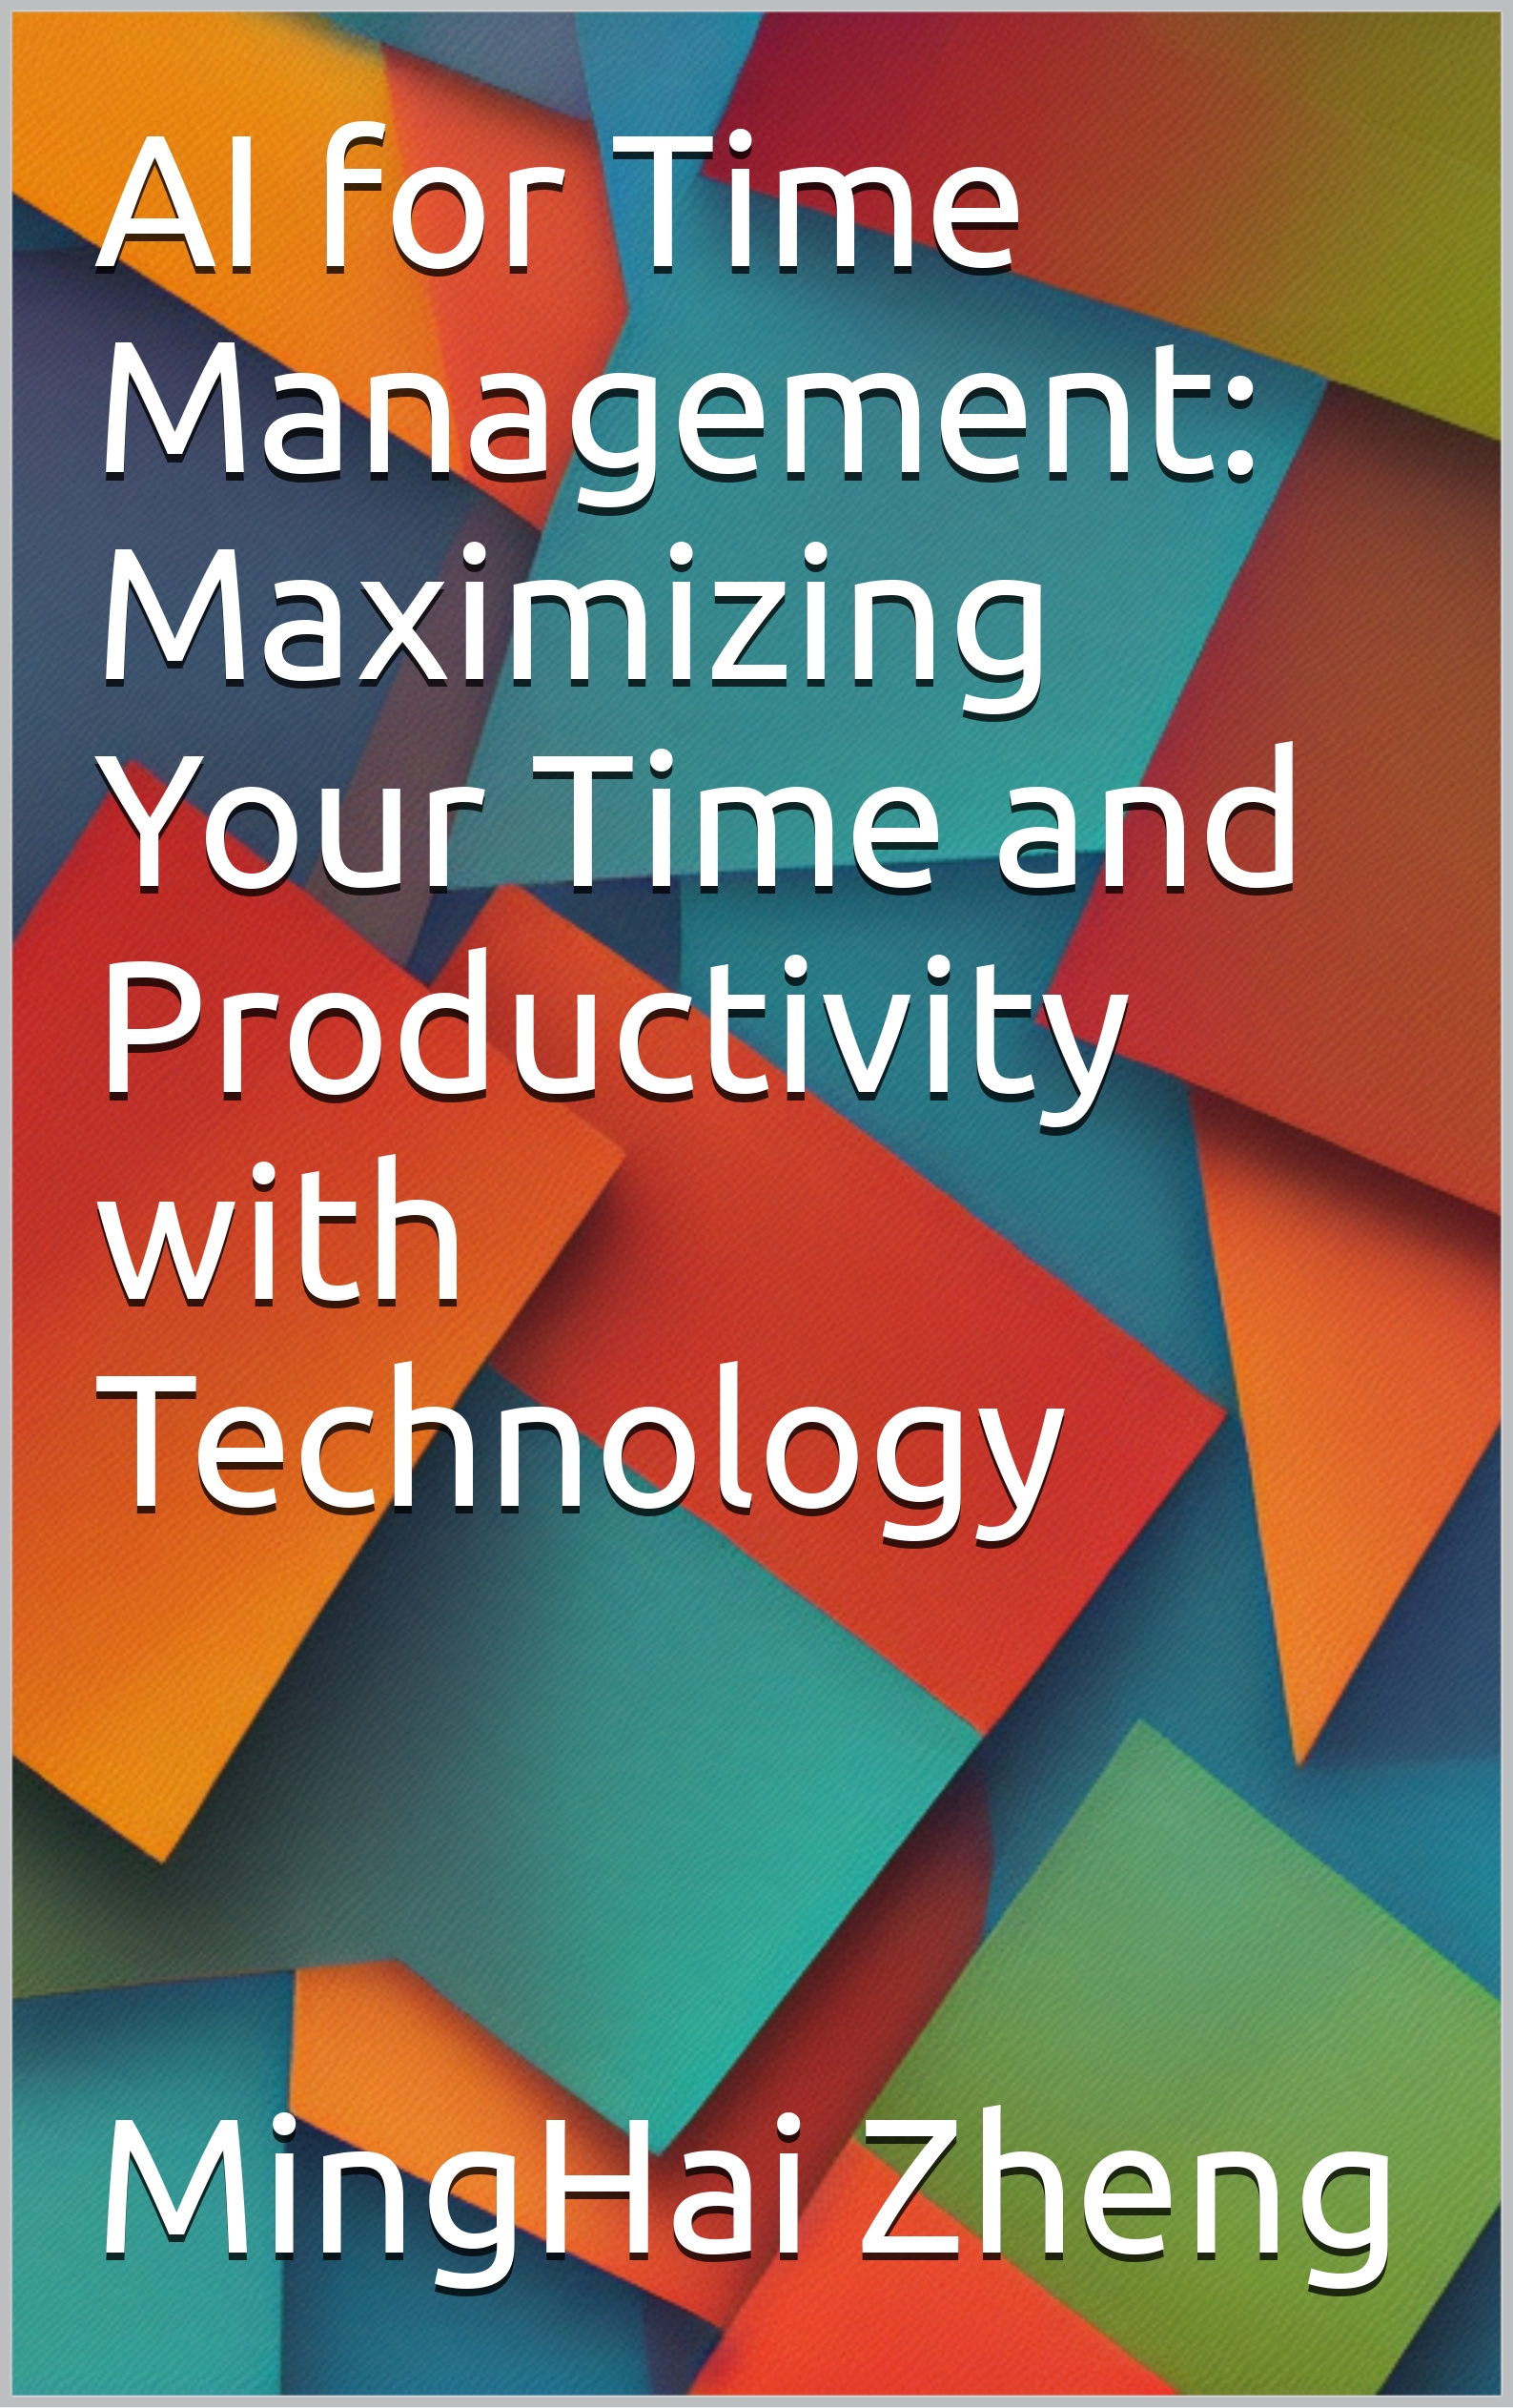 AI for Time
Management:
Maximizing
Your Time and
Productivity
with
Technology
MingHai Zheng